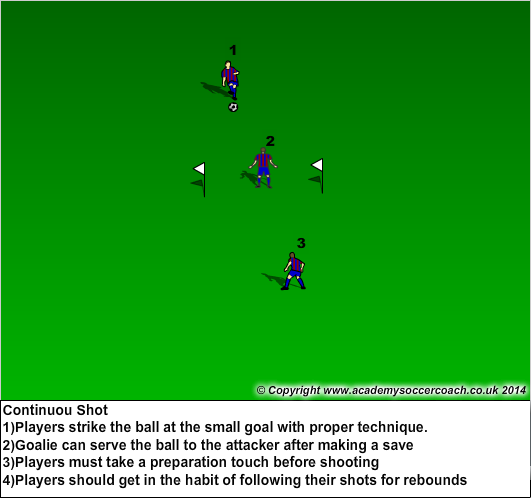 1
2
3
© Copyright www.academysoccercoach.co.uk 2014
Continuou Shot
1)Players strike the ball at the small goal with proper technique.
2)Goalie can serve the ball to the attacker after making a save
3)Players must take a preparation touch before shooting
4)Players should get in the habit of following their shots for rebounds